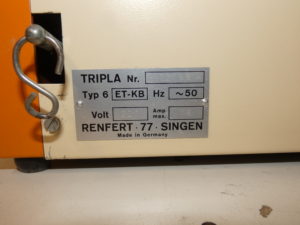 TRIPLA Nr.
Typ 6 ET-KB Hz ~50
Volt Amp max.
RENFERT · 77 · SINGEN
Made in Germany